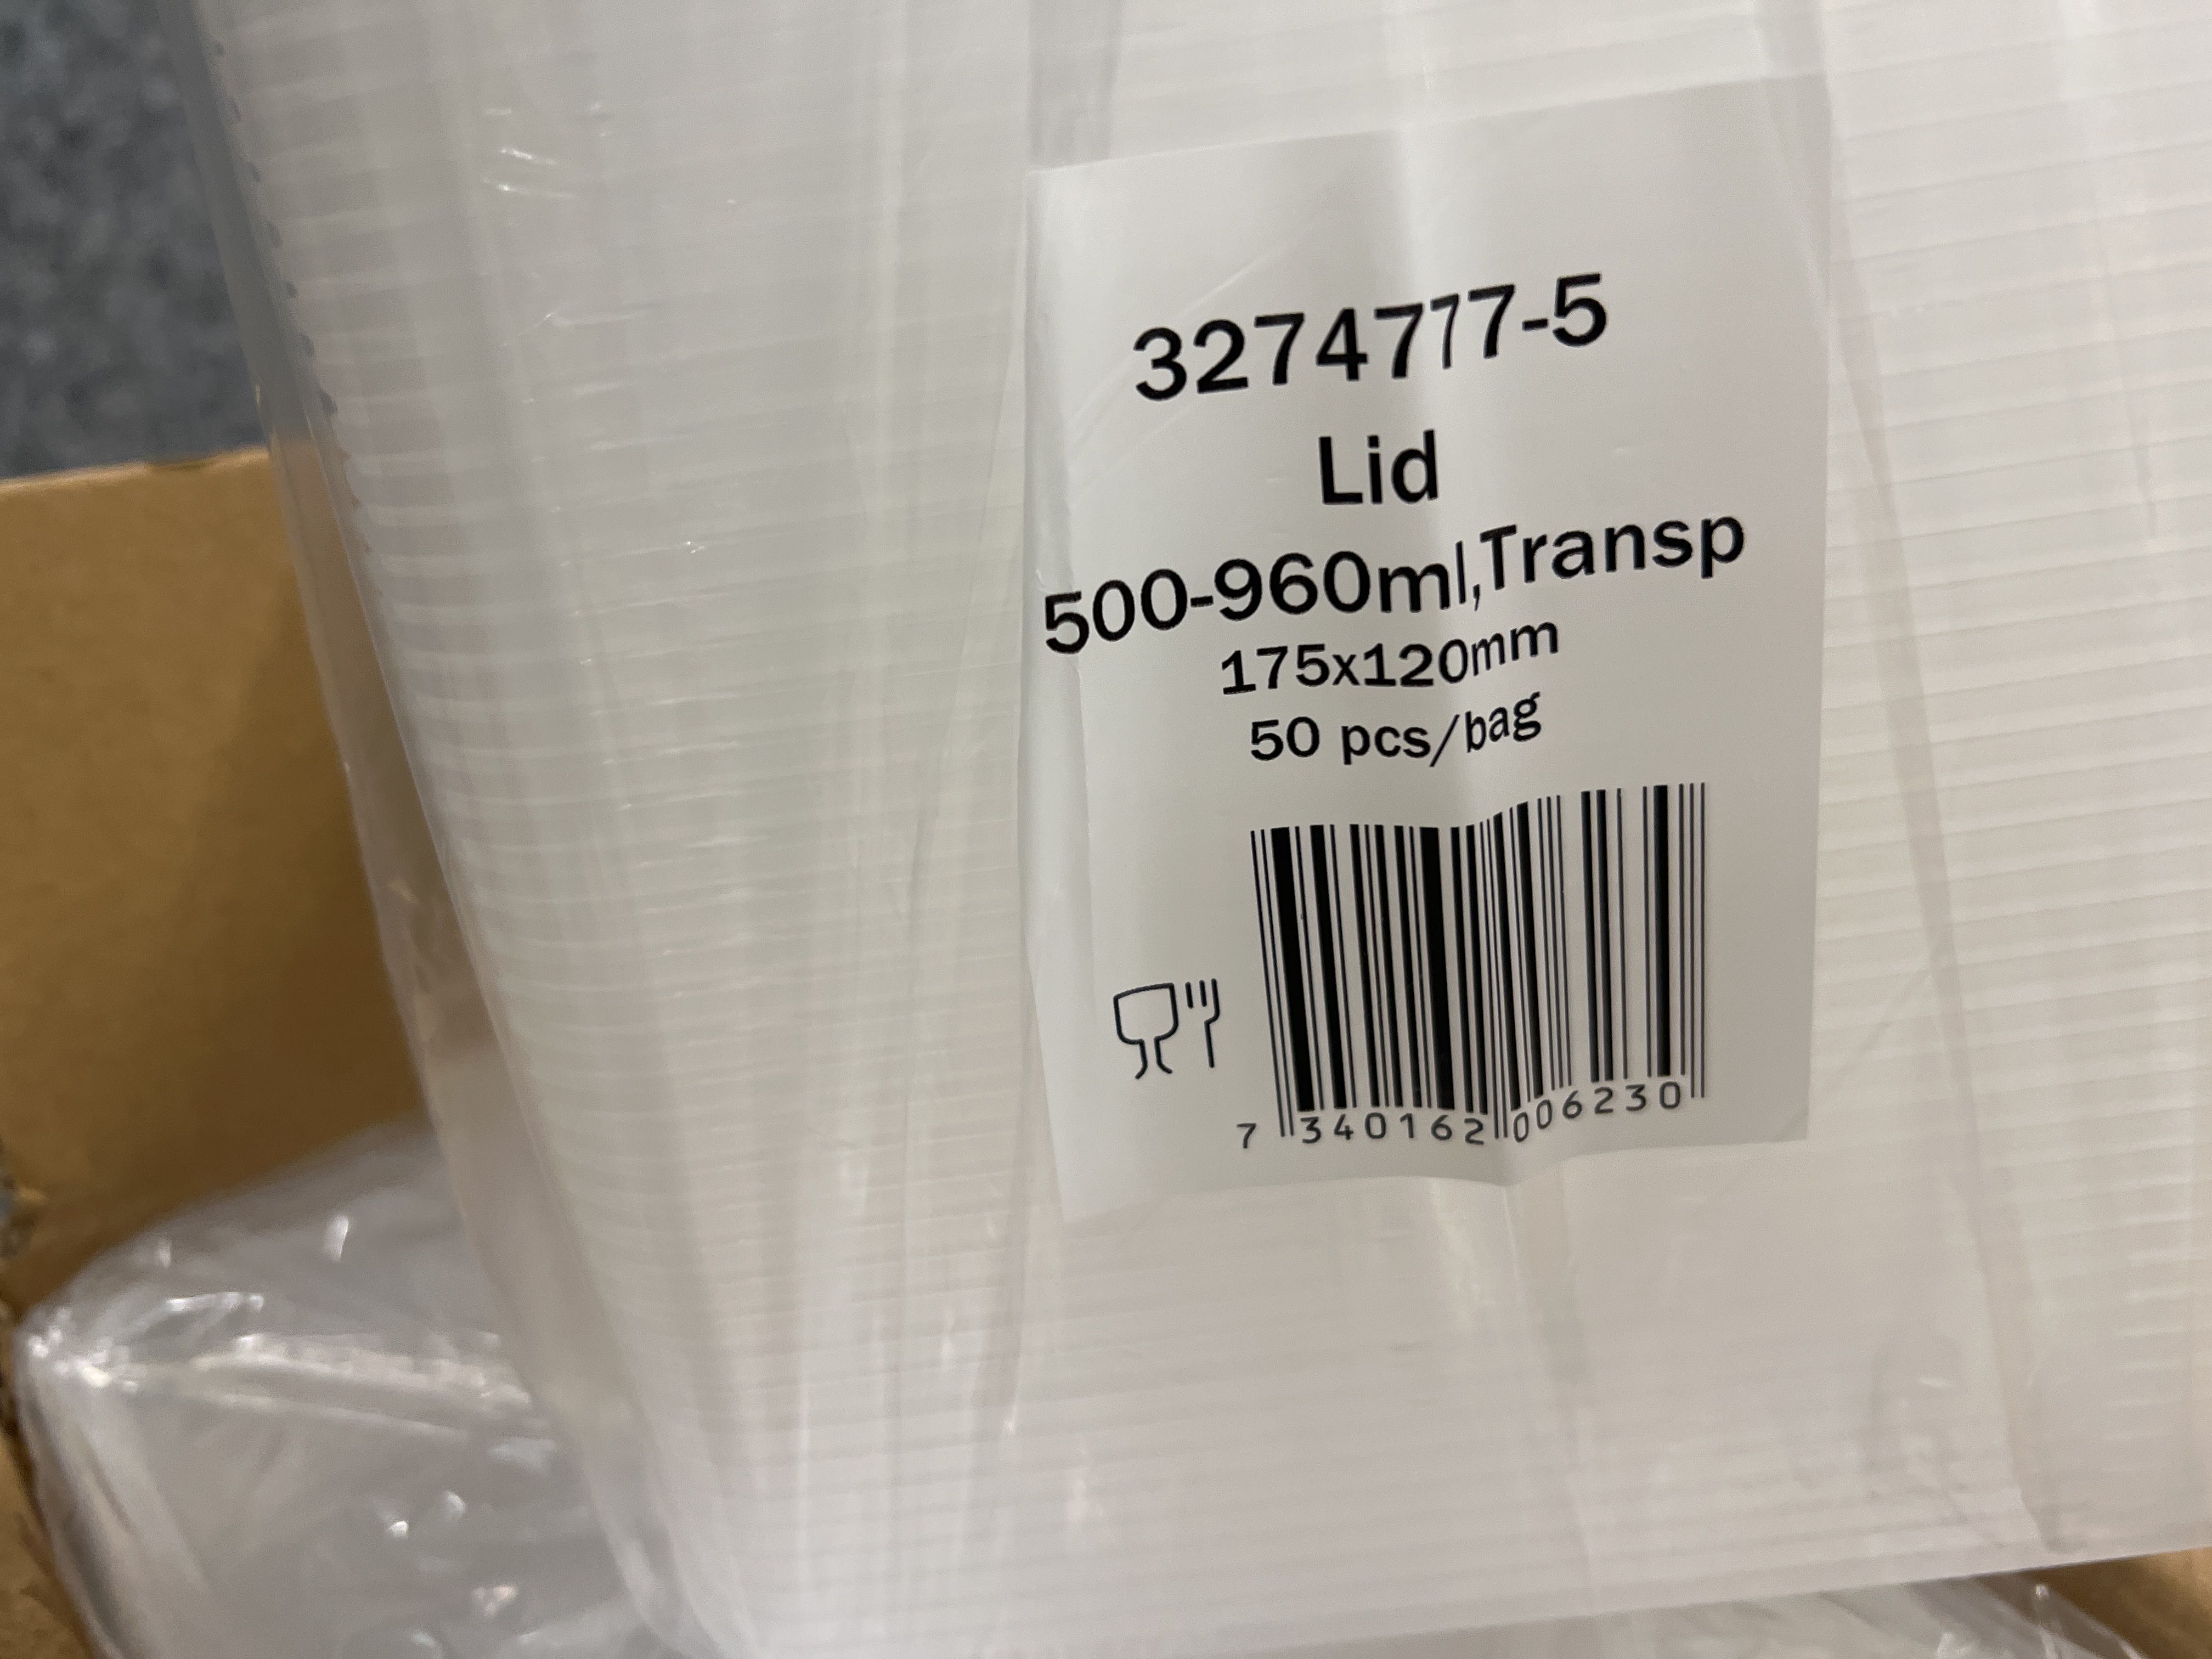 3274777-5
Lid
500-960ml,Transp
175x120mm
50 pcs/bag
7 340162 006230